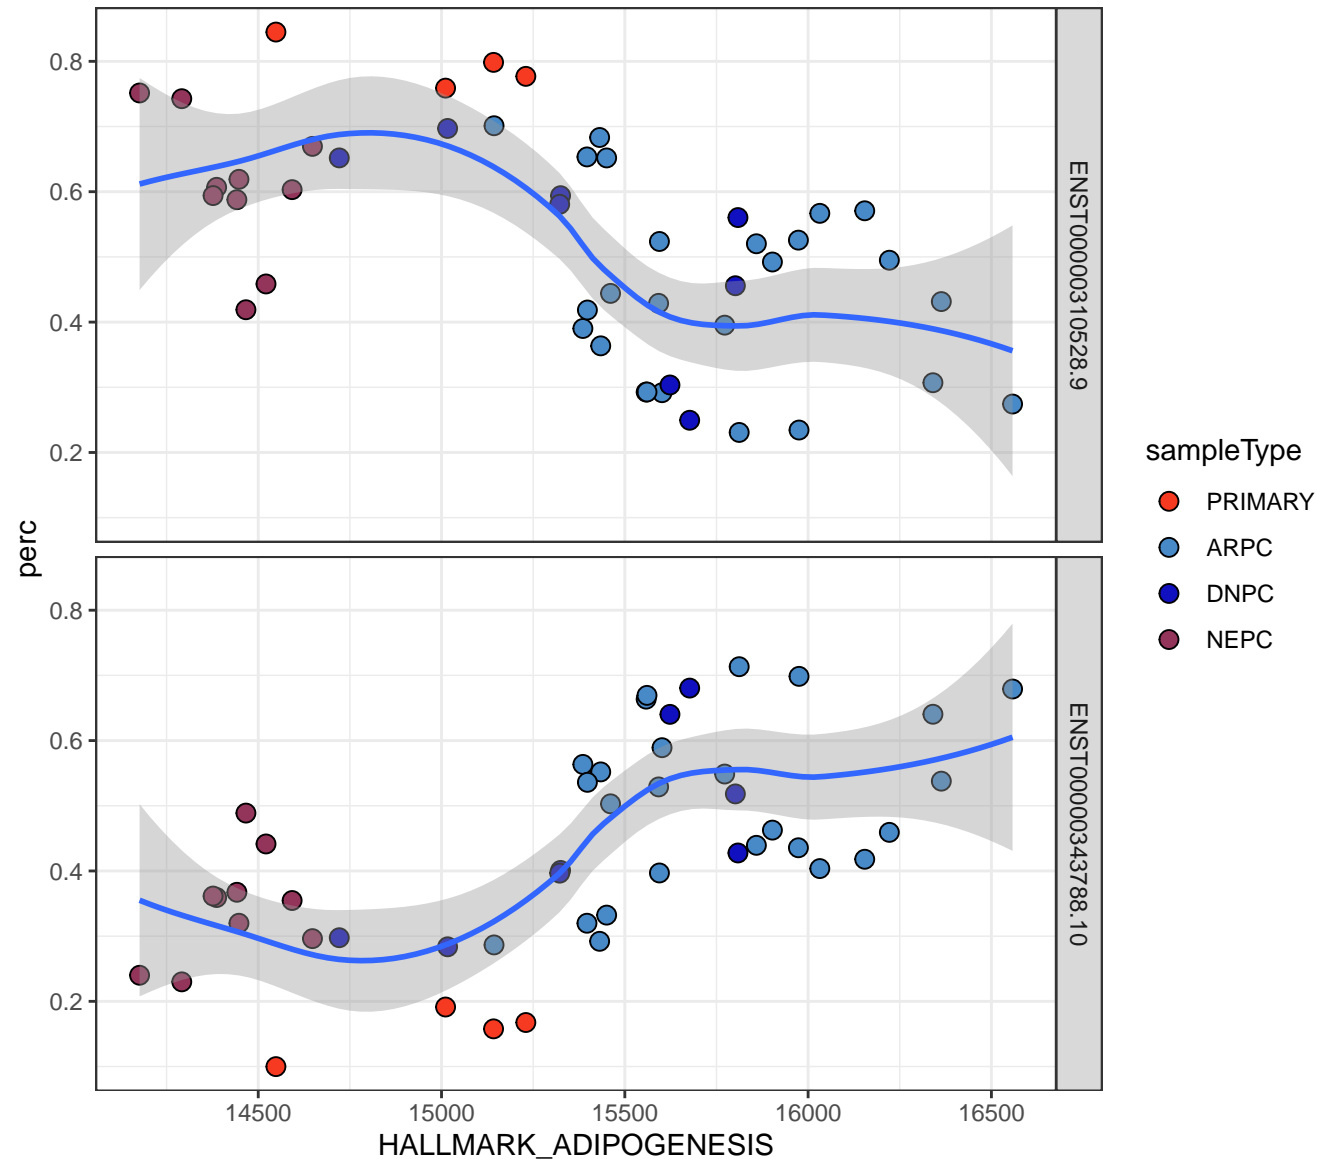 0.8
0.6
0.4
0.2
ENST00000310528.9
perc
0.8
0.6
0.4
0.2
ENST00000343788.10
14500 15000 15500 16000 16500
HALLMARK_ADIPOGENESIS
sampleType
PRIMARY
ARPC
DNPC
NEPC